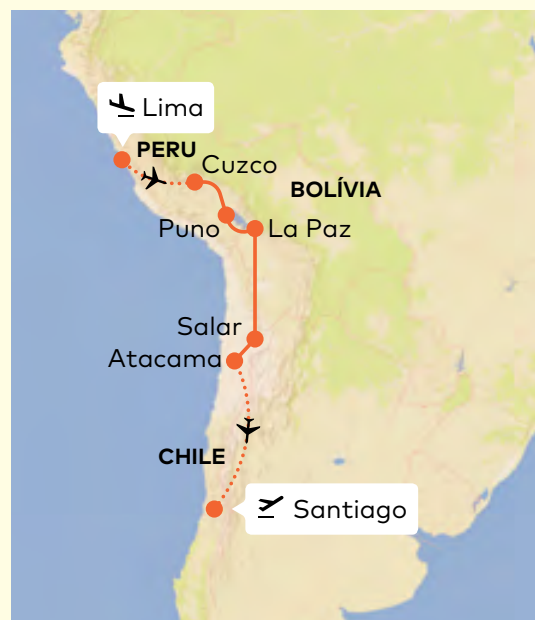 Lima
PERU
Cuzco
BOLÍVIA
Puno
La Paz
Salar
Atacama
CHILE
Santiago